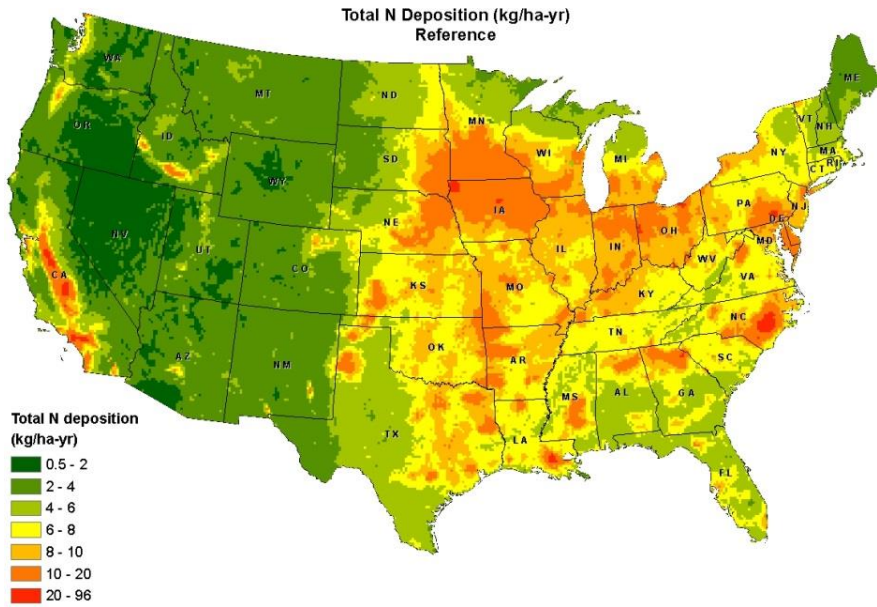 Total N Deposition (kg/ha-yr)
Reference
WA
MT
ND
MN
ME
OR
ID
SD
WI
MI
VT
NH
NY
MA
CT
RI
WY
NE
IA
PA
NJ
NV
UT
CO
IL
IN
OH
DE
MD
CA
KS
MO
WV
VA
KY
AZ
NM
OK
AR
TN
NC
SC
TX
LA
MS
AL
GA
FL
Total N deposition
(kg/ha-yr)
0.5 - 2
2 - 4
4 - 6
6 - 8
8 - 10
10 - 20
20 - 96